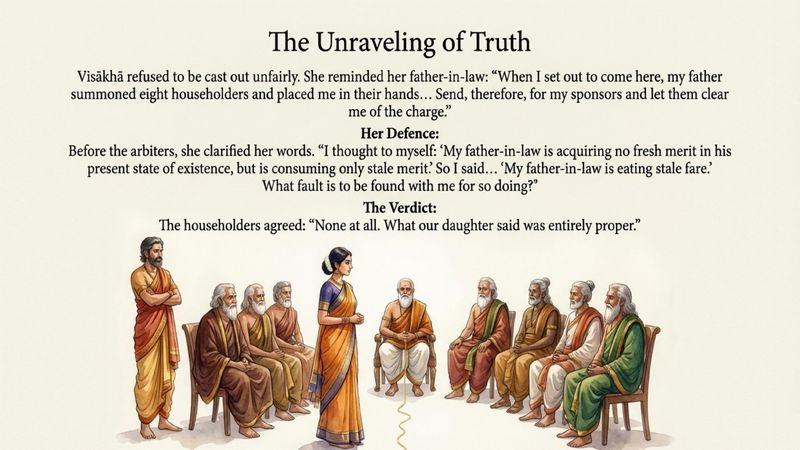 The Unraveling of Truth
Visākhā refused to be cast out unfairly. She reminded her father-in-law: “When I set out to come here, my father
summoned eight householders and placed me in their hands… Send, therefore, for my sponsors and let them clear
me of the charge.”
Her Defence:
Before the arbiters, she clarified her words. “I thought to myself: ‘My father-in-law is acquiring no fresh merit in his
present state of existence, but is consuming only stale merit.’ So I said… ‘My father-in-law is eating stale fare.’
What fault is to be found with me for so doing?”
The Verdict:
The householders agreed: “None at all. What our daughter said was entirely proper.”